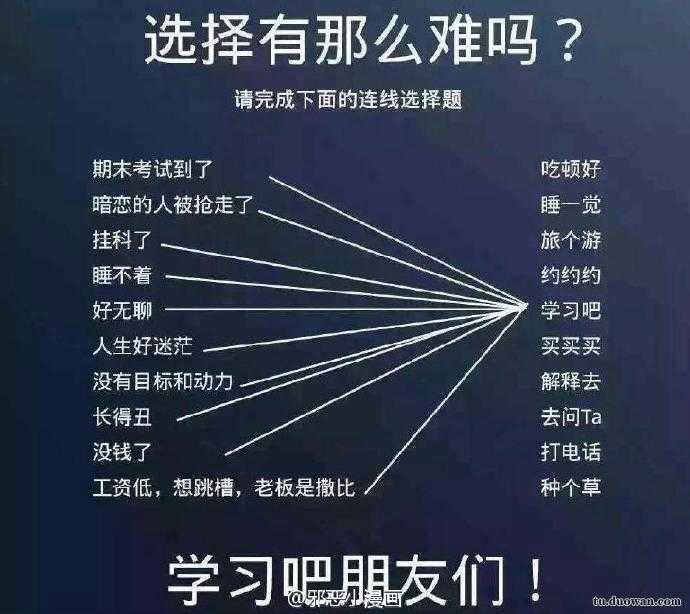 选择有那么难吗？
请完成下面的连线选择题
期末考试到了 吃顿好
暗恋的人被抢走了 睡一觉
挂科了 旅个游
睡不着 约约约
好无聊 学习吧
人生好迷茫 买买买
没有目标和动力 解释去
长得丑 去问Ta
没钱了 打电话
工资低，想跳槽，老板是撒比 种个草
学习吧朋友们！
@邪恶小漫画
tu.duowan.com